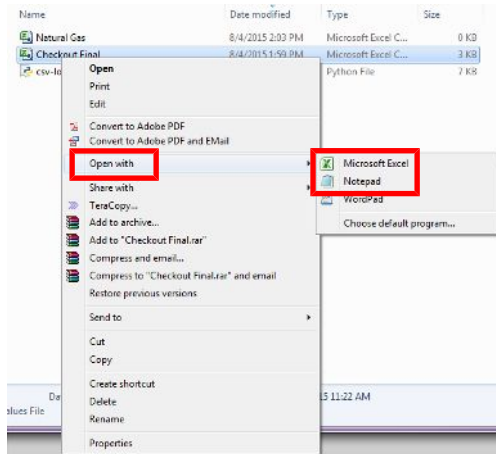 Name Date modified Type Size
Natural Gas 8/4/2015 2:03 PM Microsoft Excel C... 0 KB
Checkout Final 8/4/2015 1:59 PM Microsoft Excel C... 3 KB
csv-lo Python File 7 KB
Open
Print
Edit
Convert to Adobe PDF
Convert to Adobe PDF and EMail
Open with
Microsoft Excel
Notepad
WordPad
Choose default program...
Share with
TeraCopy...
Add to archive...
Add to "Checkout Final.rar"
Compress and email...
Compress to "Checkout Final.rar" and email
Restore previous versions
Send to
Cut
Copy
Create shortcut
Da 15 11:22 AM
Delete
alues File
Rename
Properties